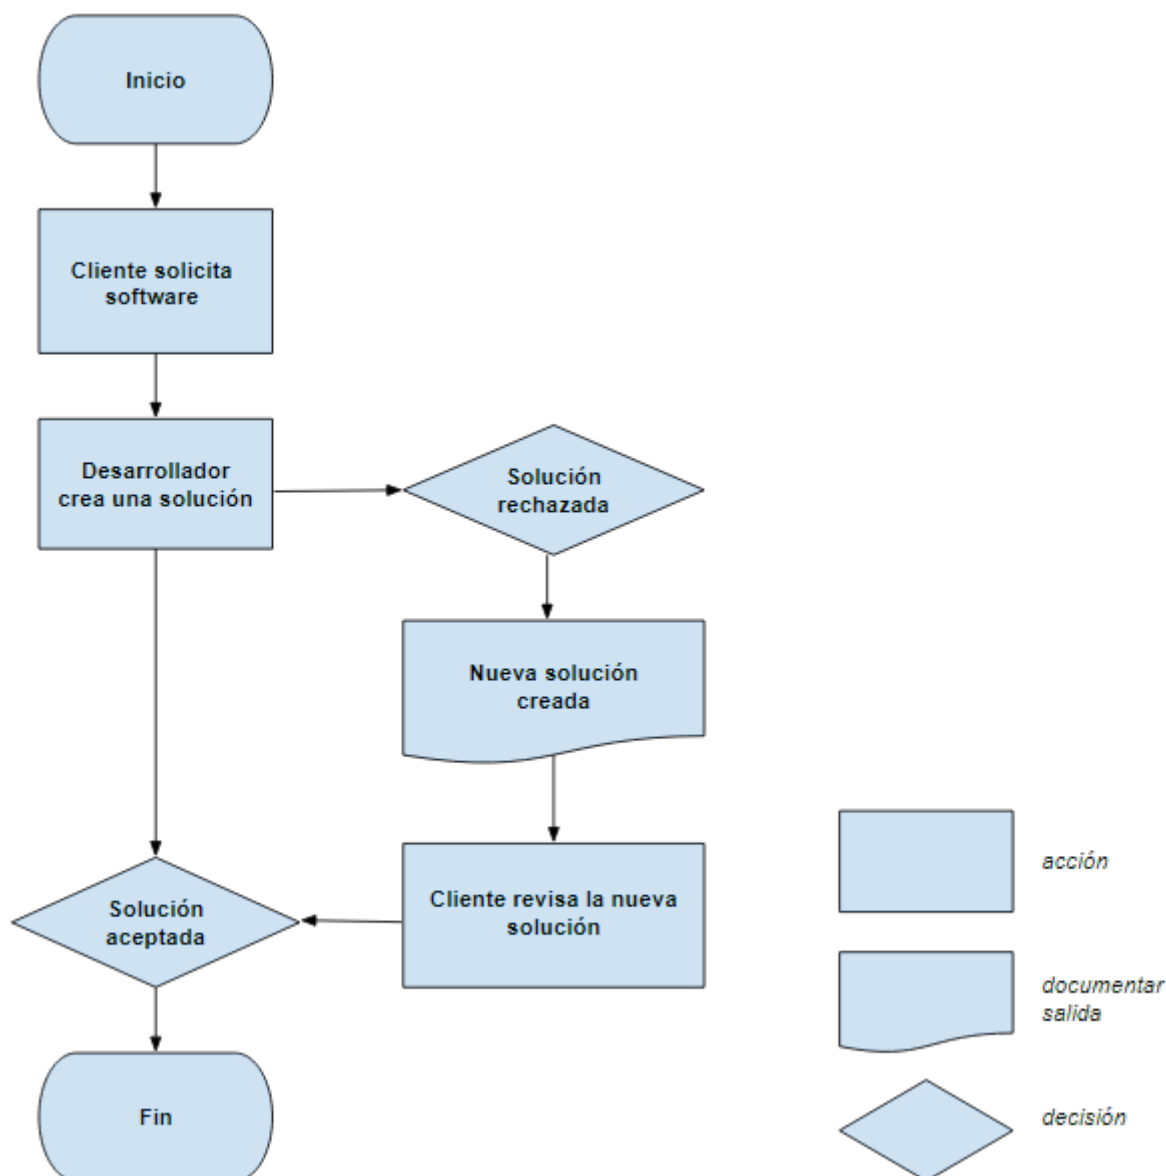 Inicio
Cliente solicita
software
Desarrollador
crea una solución
Solución
rechazada
Nueva solución
creada
Cliente revisa la nueva
solución
Solución
aceptada
Fin
acción
documentar
salida
decisión